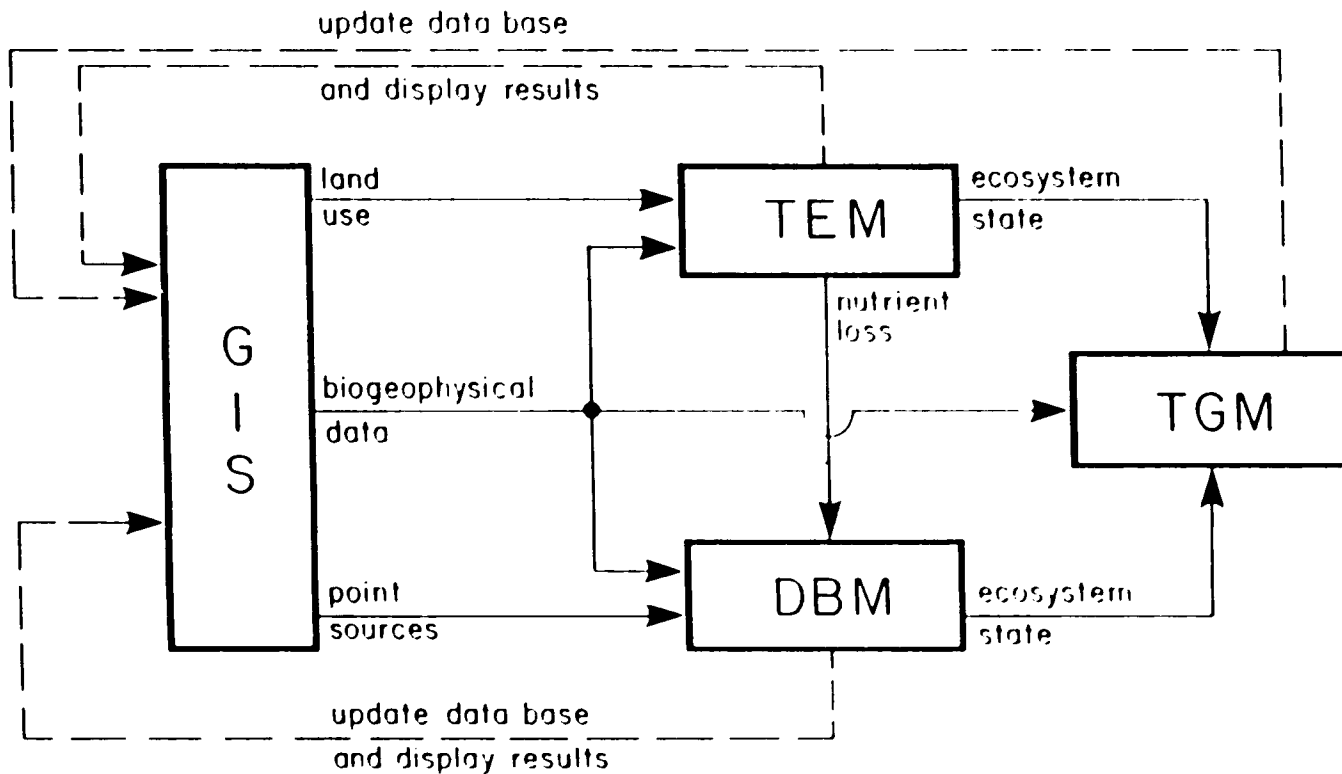 update data base
and display results
land
use
TEM
ecosystem
state
nutrient
loss
G
I
S
biogeophysical
data
TGM
point
sources
DBM
ecosystem
state
update data base
and display results